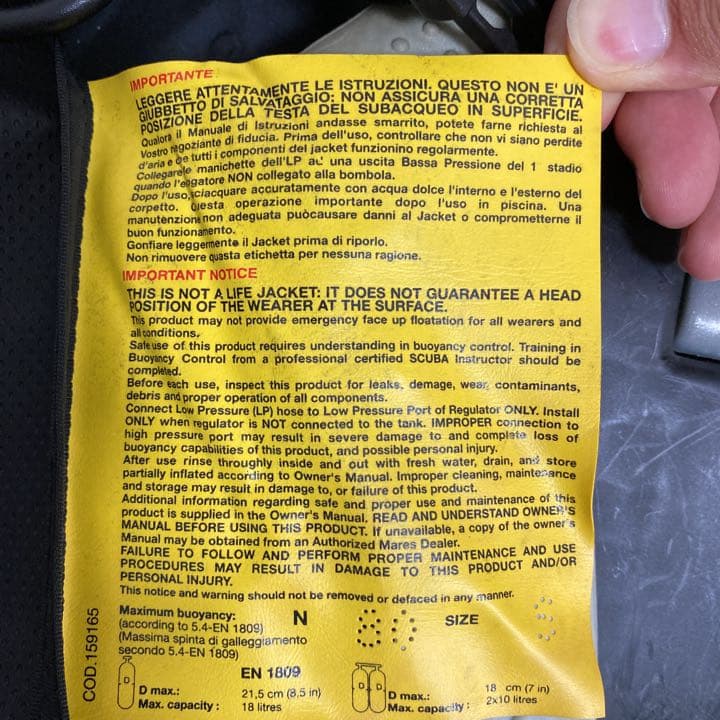 IMPORTANTE
LEGGERE ATTENTAMENTE LE ISTRUZIONI. QUESTO NON E' UN
GIUBBETTO DI SALVATAGGIO: NON ASSICURA UNA CORRETTA
POSIZIONE DELLA TESTA DEL SUBACQUEO IN SUPERFICIE.
Qualora il Manuale di Istruzioni andasse smarrito, potete farne richiesta al
Vostro negoziante di fiducia. Prima dell'uso, controllare che non vi siano perdite
d'aria e che tutti i componenti del jacket funzionino regolarmente.
Collegare le manichette dell'LP ad una uscita Bassa Pressione del 1° stadio
quando l'erogatore NON collegato alla bombola.
Dopo l'uso, sciacquare accuratamente con acqua dolce l'interno e l'esterno del
corpetto. Questa operazione importante dopo l'uso in piscina. Una
manutenzione non adeguata puòcausare danni al Jacket o comprometterne il
buon funzionamento.
Gonfiare leggermente il Jacket prima di riporlo.
Non rimuovere questa etichetta per nessuna ragione.
IMPORTANT NOTICE
THIS IS NOT A LIFE JACKET: IT DOES NOT GUARANTEE A HEAD
POSITION OF THE WEARER AT THE SURFACE.
This product may not provide emergency face up floatation for all wearers and
all conditions.
Safe use of this product requires understanding in buoyancy control. Training in
Buoyancy Control from a professional certified SCUBA Instructor should be
completed.
Before each use, inspect this product for leaks, demage, wear, contaminants,
debris and proper operation of all components.
Connect Low Pressure (LP) hose to Low Pressure Port of Regulator ONLY. Install
ONLY when regulator is NOT connected to the tank. IMPROPER connection to
high pressure port may result in severe damage to and complete loss of
buoyancy capabilities of this product, and possible personal injury.
After use rinse throughly inside and out with fresh water, drain, and store
partially inflated according to Owner's Manual. Improper cleaning, maintenance
and storage may result in damage to, or failure of this product.
Additional information regarding safe and proper use and maintenance of this
product is supplied in the Owner's Manual. READ AND UNDERSTAND OWNER'S
MANUAL BEFORE USING THIS PRODUCT. If unavailable, a copy of the owner's
Manual may be obtained from an Authorized Mares Dealer.
FAILURE TO FOLLOW AND PERFORM PROPER MAINTENANCE AND USE
PROCEDURES MAY RESULT IN DAMAGE TO THIS PRODUCT AND/OR
PERSONAL INJURY.
This notice and warning should not be removed or defaced in any manner.
Maximum buoyancy: N 80 SIZE S
(according to 5.4-EN 1809)
(Massima spinta di galleggiamento
secondo 5.4-EN 1809)
EN 1809
D max.: 21,5 cm (8,5 in)
Max. capacity : 18 litres
D max.: 18 cm (7 in)
Max. capacity : 2x10 litres
COD.159165